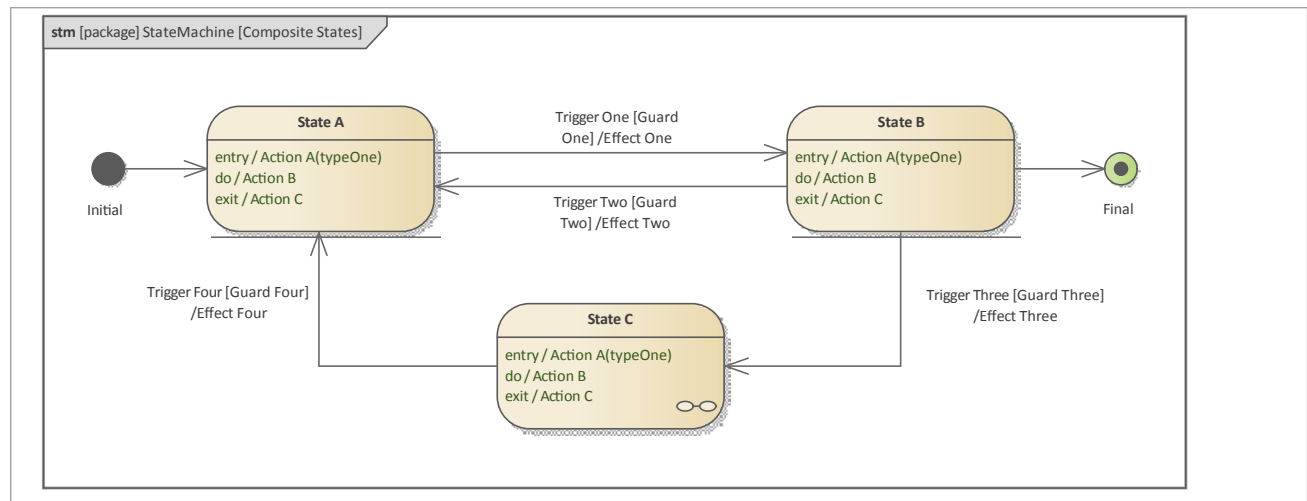 stm [package] StateMachine [Composite States]
State A
entry / Action A(typeOne)
do / Action B
exit / Action C
Trigger One [Guard
One] /Effect One
State B
entry / Action A(typeOne)
do / Action B
exit / Action C
Initial
Trigger Two [Guard
Two] /Effect Two
Final
Trigger Four [Guard Four]
/Effect Four
Trigger Three [Guard Three]
/Effect Three
State C
entry / Action A(typeOne)
do / Action B
exit / Action C